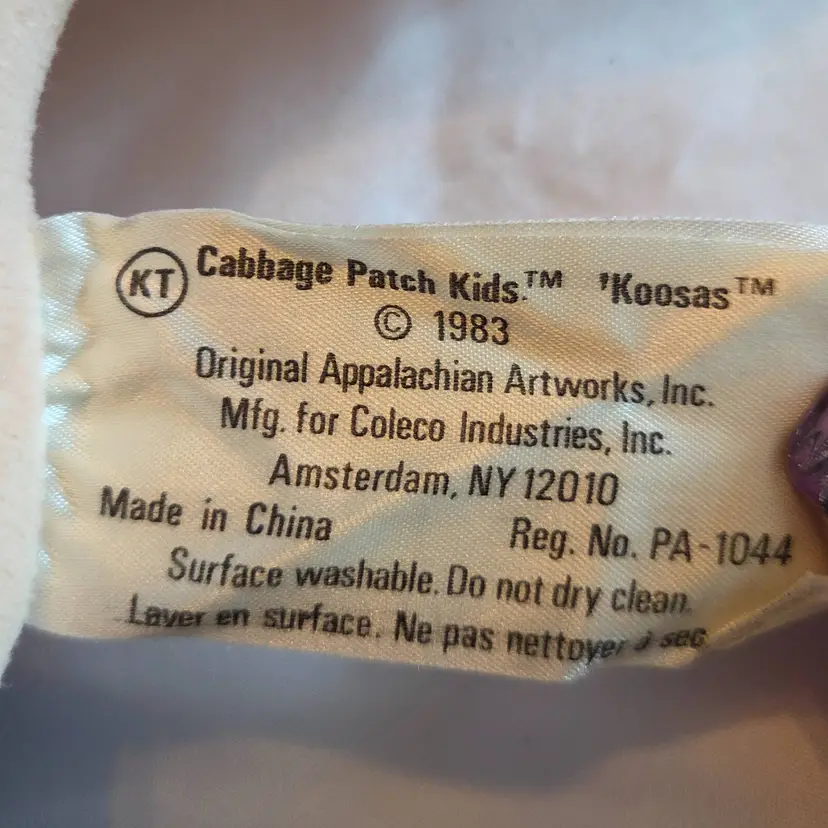 KT Cabbage Patch Kids.™ 'Koosas™
© 1983
Original Appalachian Artworks, Inc.
Mfg. for Coleco Industries, Inc.
Amsterdam, NY 12010
Made in China Reg. No. PA-1044
Surface washable. Do not dry clean.
Laver en surface. Ne pas nettoyer à sec